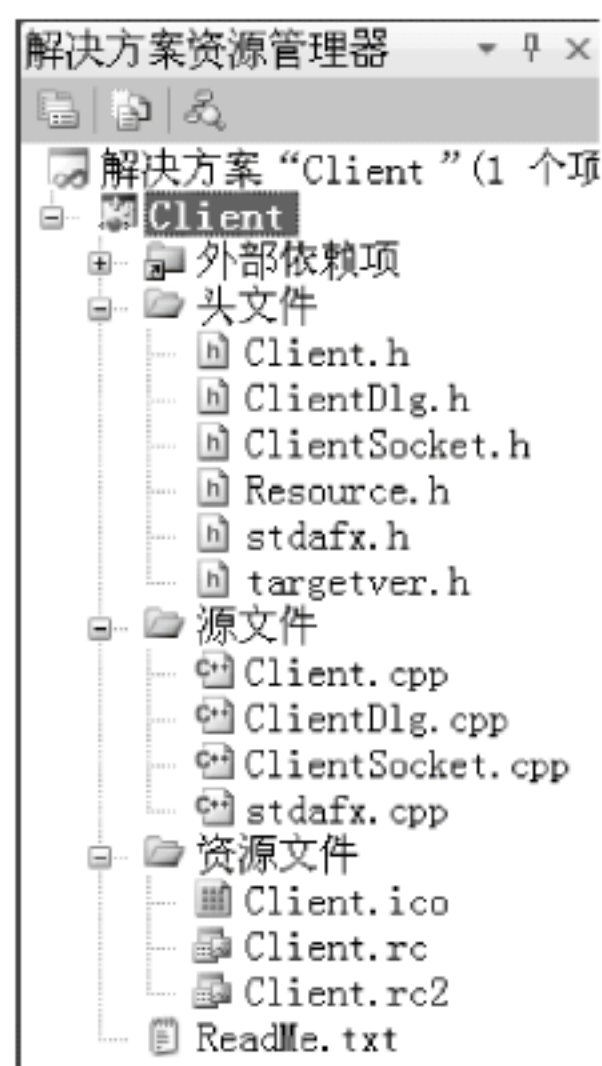 解决方案资源管理器
解决方案“Client”(1 个项
Client
外部依赖项
头文件
Client.h
ClientDlg.h
ClientSocket.h
Resource.h
stdafx.h
targetver.h
源文件
Client.cpp
ClientDlg.cpp
ClientSocket.cpp
stdafx.cpp
资源文件
Client.ico
Client.rc
Client.rc2
ReadMe.txt